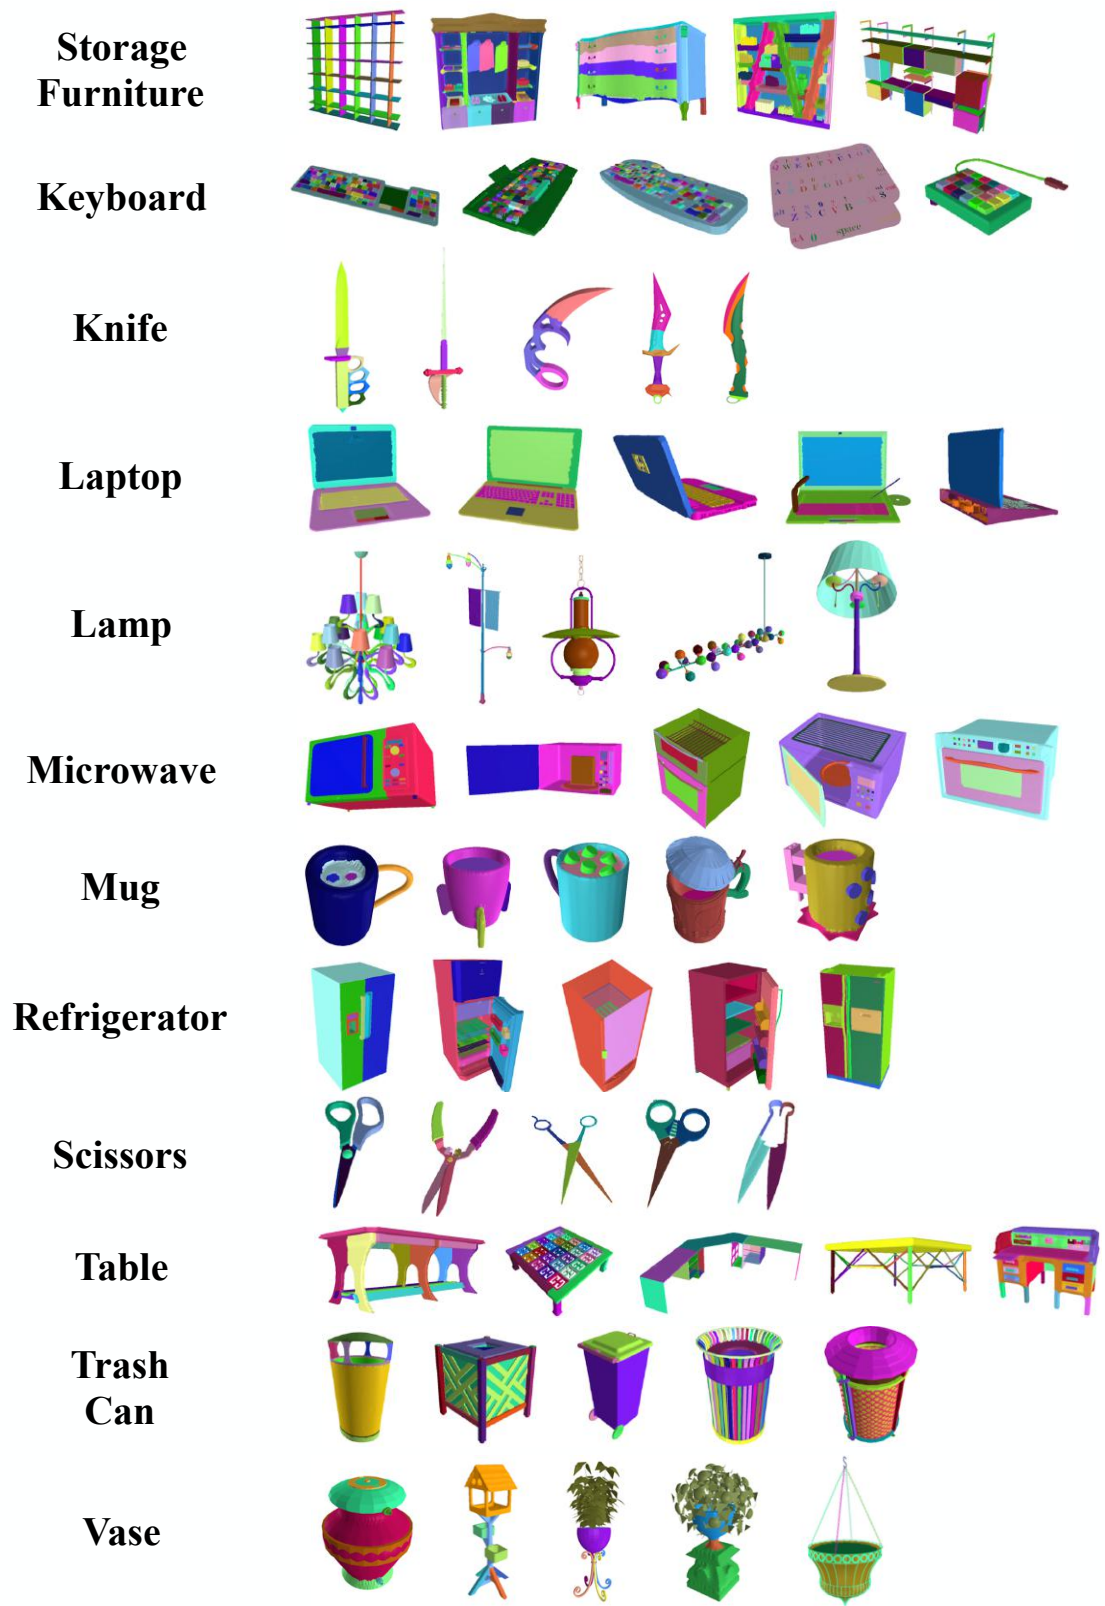 Storage
Furniture
Keyboard
Knife
Laptop
Lamp
Microwave
Mug
Refrigerator
Scissors
Table
Trash
Can
Vase